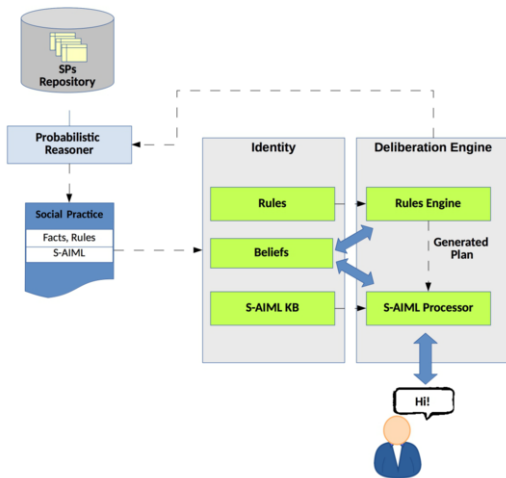 SPs
Repository
Probabilistic
Reasoner
Social Practice
Facts, Rules
S-AIML
Identity
Rules
Beliefs
S-AIML KB
Deliberation Engine
Rules Engine
Generated
Plan
S-AIML Processor
Hi!